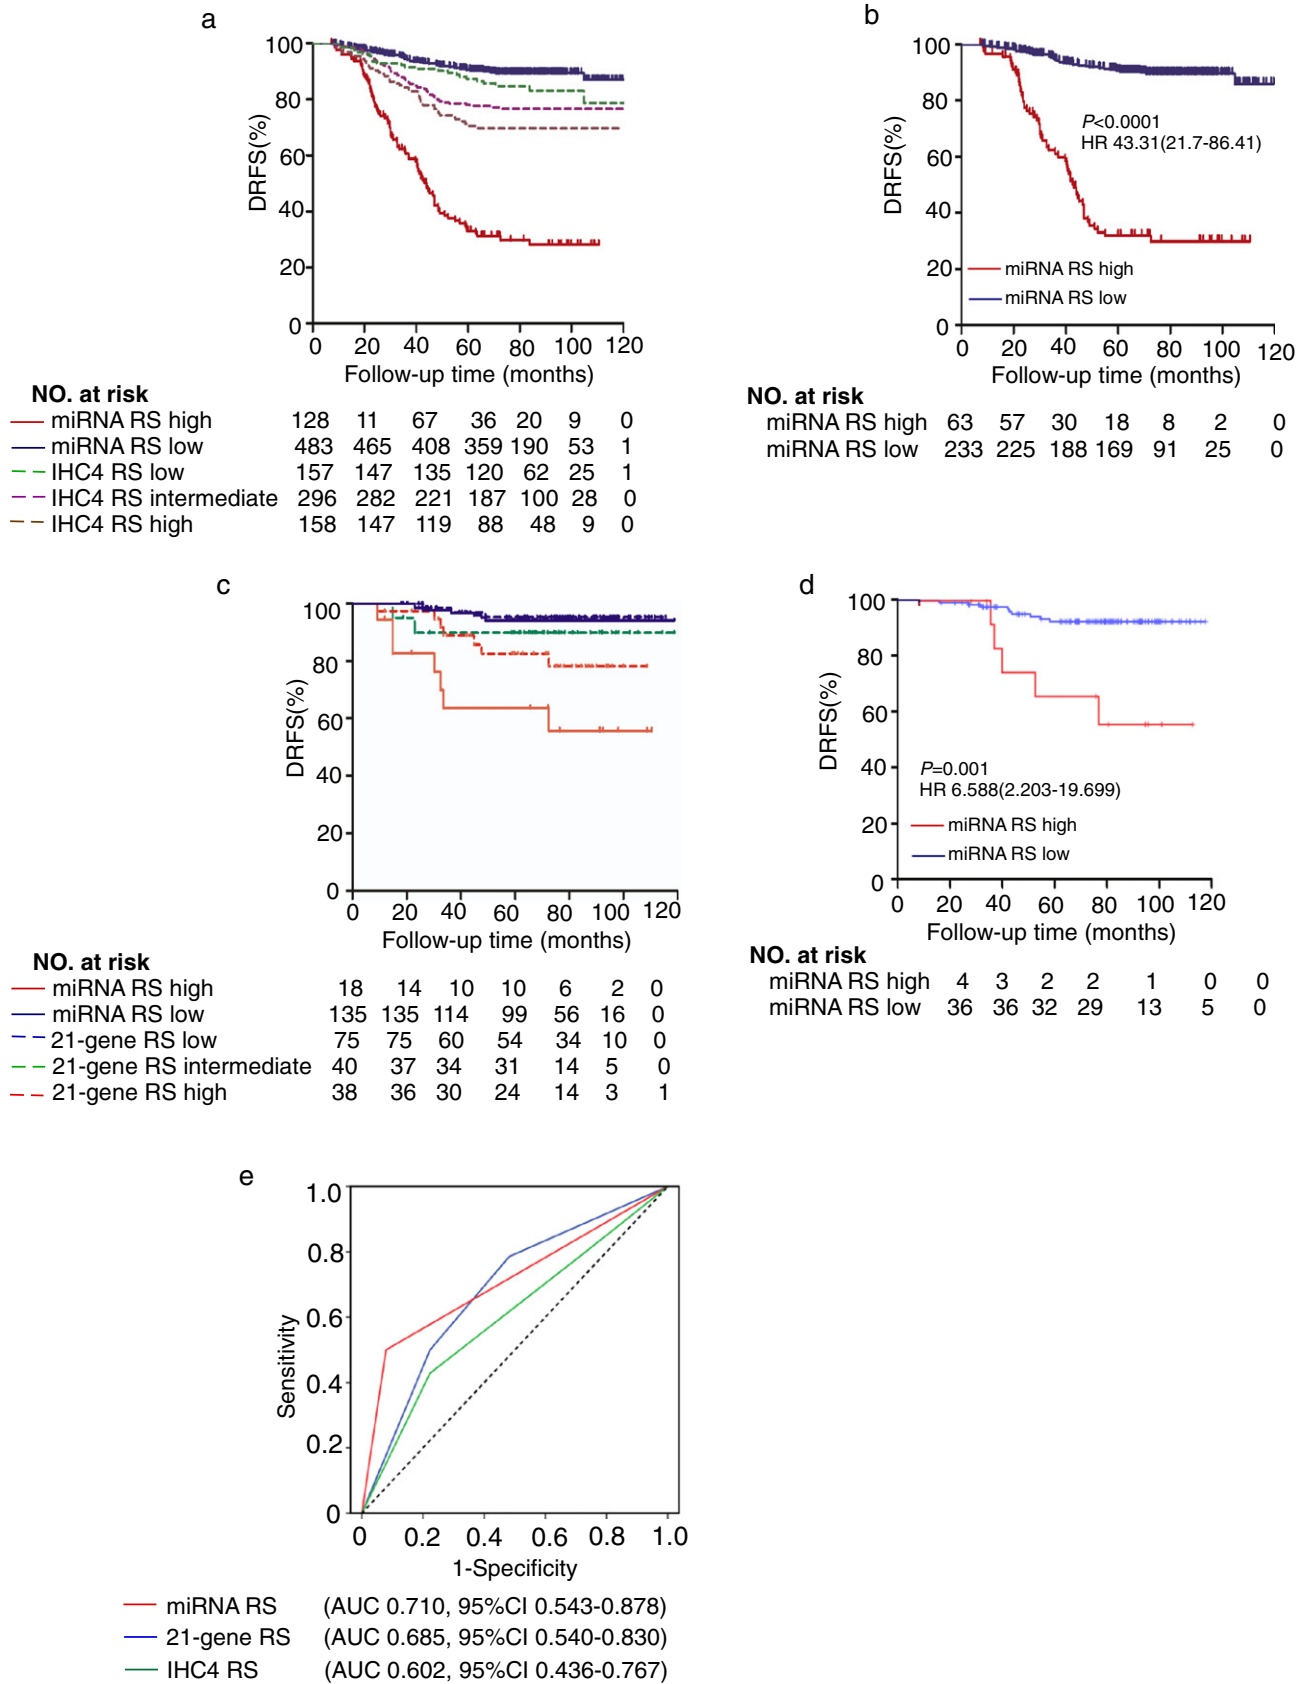 a
100
80
60
40
20
0
DRFS(%)
0 20 40 60 80 100 120
Follow-up time (months)
NO. at risk
miRNA RS high 128 11 67 36 20 9 0
miRNA RS low 483 465 408 359 190 53 1
IHC4 RS low 157 147 135 120 62 25 1
IHC4 RS intermediate 296 282 221 187 100 28 0
IHC4 RS high 158 147 119 88 48 9 0
b
100
80
60
40
20
0
DRFS(%)
P<0.0001
HR 43.31(21.7-86.41)
miRNA RS high
miRNA RS low
0 20 40 60 80 100 120
Follow-up time (months)
NO. at risk
miRNA RS high 63 57 30 18 8 2 0
miRNA RS low 233 225 188 169 91 25 0
c
100
80
60
40
20
0
DRFS(%)
0 20 40 60 80 100 120
Follow-up time (months)
NO. at risk
miRNA RS high 18 14 10 10 6 2 0
miRNA RS low 135 135 114 99 56 16 0
21-gene RS low 75 75 60 54 34 10 0
21-gene RS intermediate 40 37 34 31 14 5 0
21-gene RS high 38 36 30 24 14 3 1
d
100
80
60
40
20
0
DRFS(%)
P=0.001
HR 6.588(2.203-19.699)
miRNA RS high
miRNA RS low
0 20 40 60 80 100 120
Follow-up time (months)
NO. at risk
miRNA RS high 4 3 2 2 1 0 0
miRNA RS low 36 36 32 29 13 5 0
e
1.0
0.8
0.6
0.4
0.2
0
Sensitivity
0 0.2 0.4 0.6 0.8 1.0
1-Specificity
miRNA RS (AUC 0.710, 95%CI 0.543-0.878)
21-gene RS (AUC 0.685, 95%CI 0.540-0.830)
IHC4 RS (AUC 0.602, 95%CI 0.436-0.767)